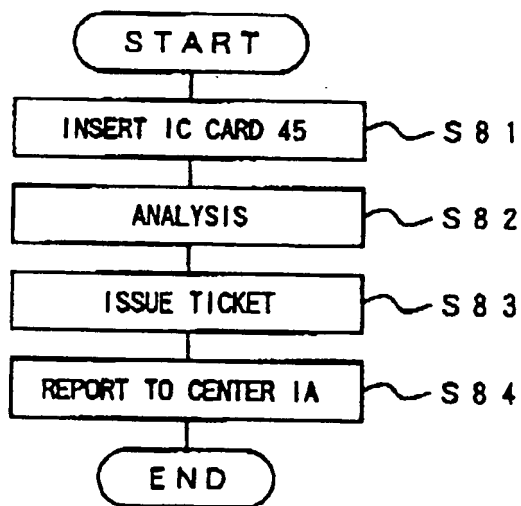 START
INSERT IC CARD 45
S81
ANALYSIS
S82
ISSUE TICKET
S83
REPORT TO CENTER 1A
S84
END